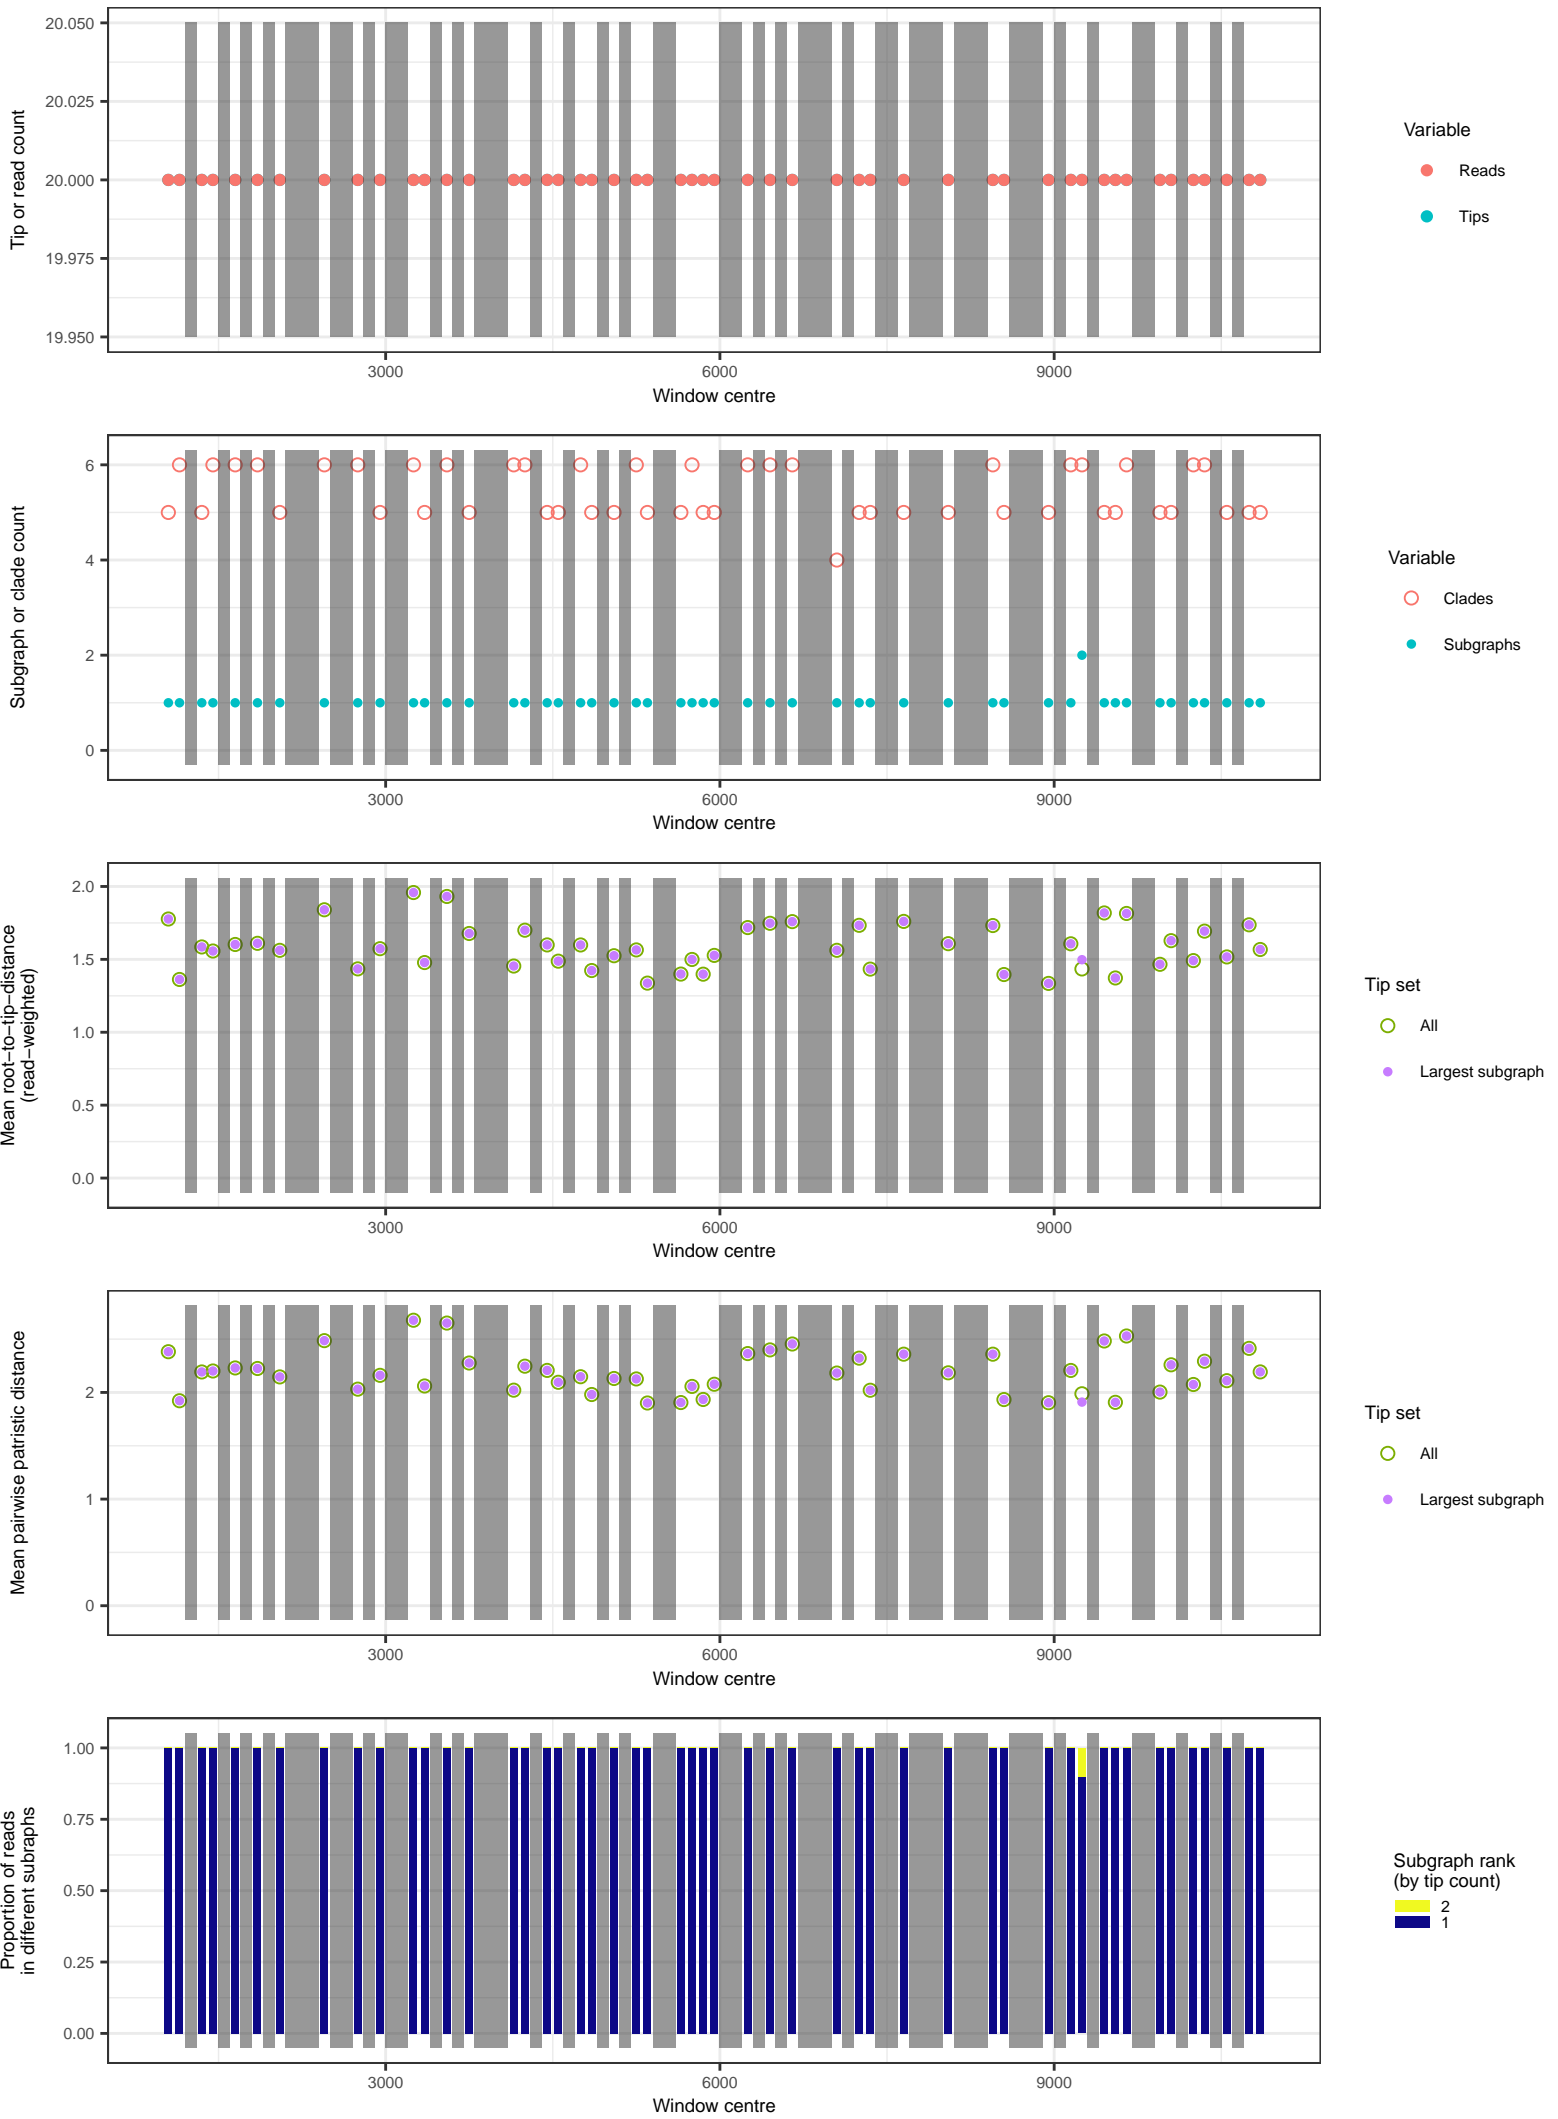 20.050
20.025
20.000
19.975
19.950
Tip or read count
3000
6000
9000
Window centre
Variable
Reads
Tips
6
4
2
0
Subgraph or clade count
3000
6000
9000
Window centre
Variable
Clades
Subgraphs
2.0
1.5
1.0
0.5
0.0
Mean root−to−tip−distance
(read−weighted)
3000
6000
9000
Window centre
Tip set
All
Largest subgraph
2
1
0
Mean pairwise patristic distance
3000
6000
9000
Window centre
Tip set
All
Largest subgraph
1.00
0.75
0.50
0.25
0.00
Proportion of reads
in different subraphs
3000
6000
9000
Window centre
Subgraph rank
(by tip count)
2
1